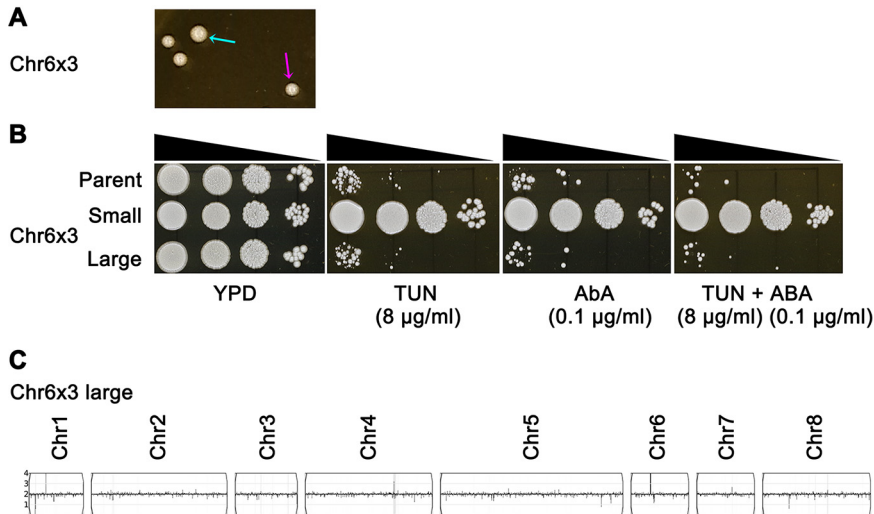 A
Chr6x3
B
Parent
Small
Chr6x3
Large
YPD
TUN
(8 µg/ml)
AbA
(0.1 µg/ml)
TUN + ABA
(8 µg/ml) (0.1 µg/ml)
C
Chr6x3 large
Chr1 Chr2 Chr3 Chr4 Chr5 Chr6 Chr7 Chr8
4
3
2
1